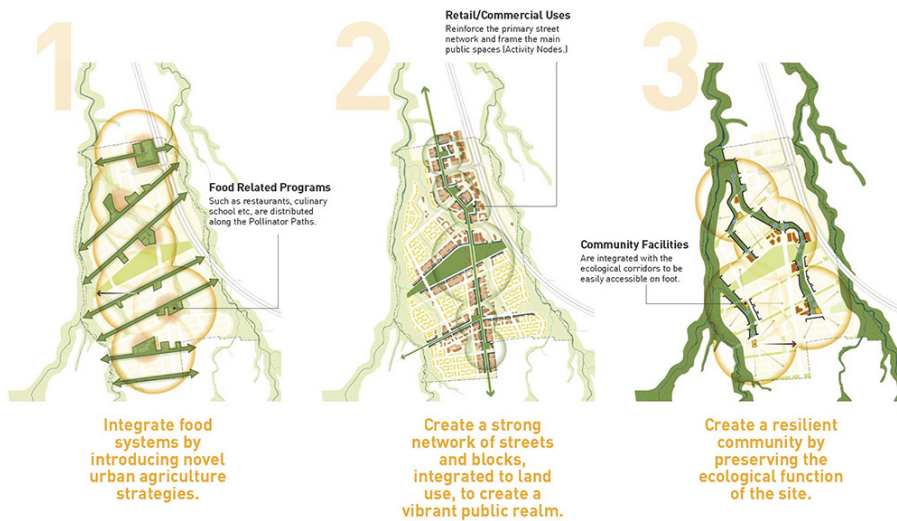 1
Food Related Programs
Such as restaurants, culinary
school etc, are distributed
along the Pollinator Paths.
Integrate food
systems by
introducing novel
urban agriculture
strategies.
2
Retail/Commercial Uses
Reinforce the primary street
network and frame the main
public spaces (Activity Nodes.)
Create a strong
network of streets
and blocks,
integrated to land
use, to create a
vibrant public realm.
3
Community Facilities
Are integrated with the
ecological corridors to be
easily accessible on foot.
Create a resilient
community by
preserving the
ecological function
of the site.